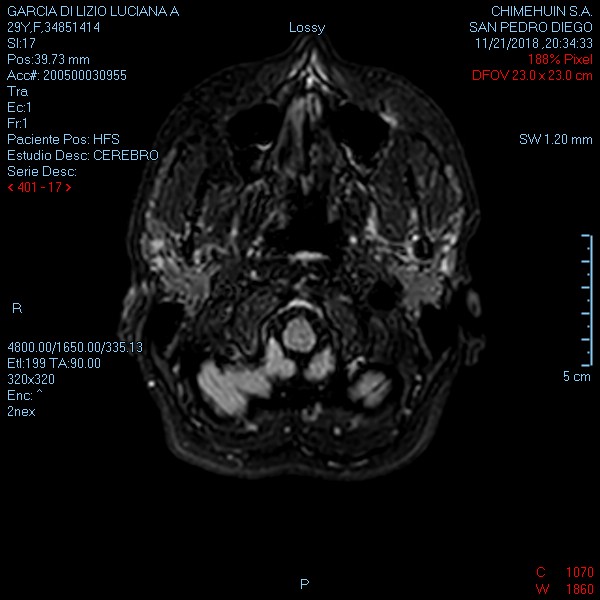 GARCIA DI LIZIO LUCIANA A
29Y,F,34851414
Sl:17
Pos:39.73 mm
Acc#: 200500030955
Tra
Ec:1
Fr:1
Paciente Pos: HFS
Estudio Desc: CEREBRO
Serie Desc:
< 401 - 17 >
Lossy
CHIMEHUIN S.A.
SAN PEDRO DIEGO
11/21/2018 ,20:34:33
188% Pixel
DFOV 23.0 x 23.0 cm
SW 1.20 mm
R
4800.00/1650.00/335.13
Etl:199 TA:90.00
320x320
Enc: ^
2nex
5 cm
P
C 1070
W 1860